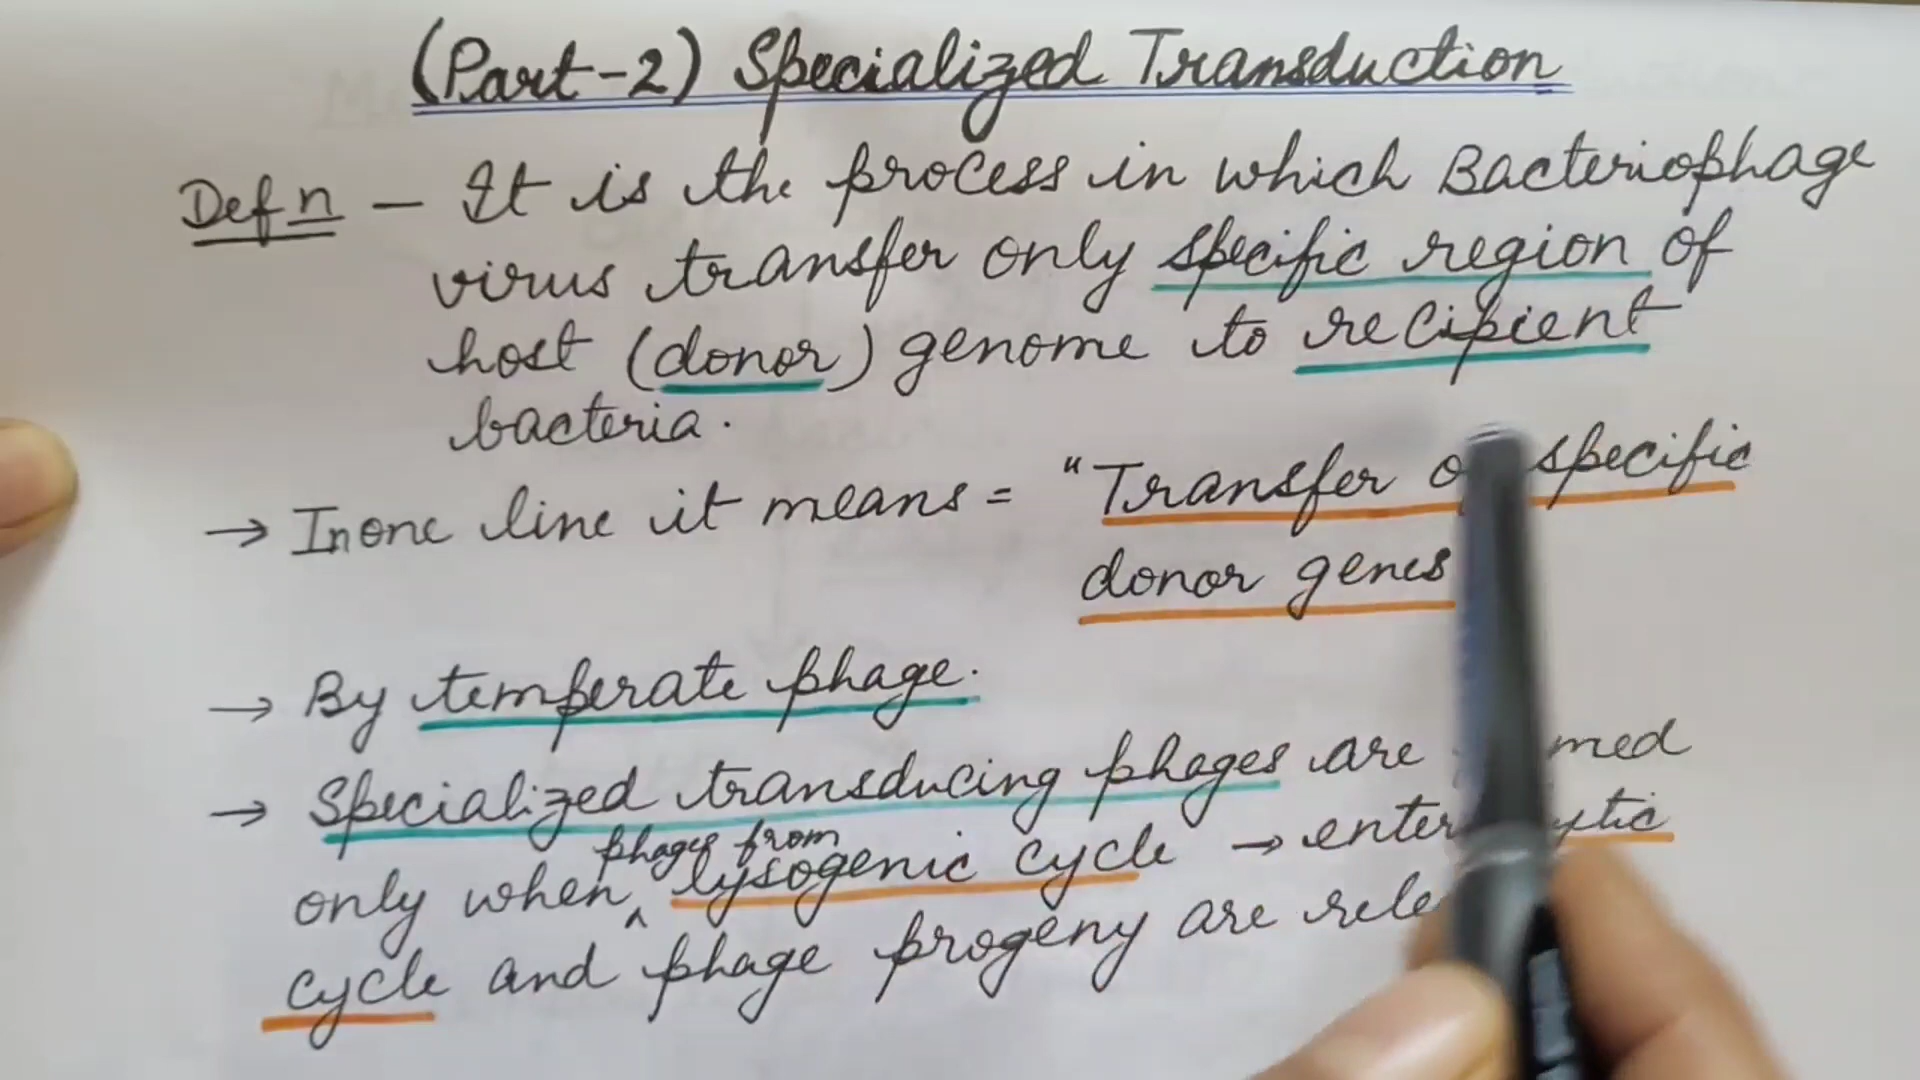 (Part-2) Specialized Transduction
Defn - It is the process in which Bacteriophage
virus transfer only specific region of
host (donor) genome to recipient
bacteria.
→ In one line it means = "Transfer specific
donor genes
→ By temperate phage.
→ Specialized transducing phages are
phages from
only when ^ lysogenic cycle → enter
cycle and phage progeny are